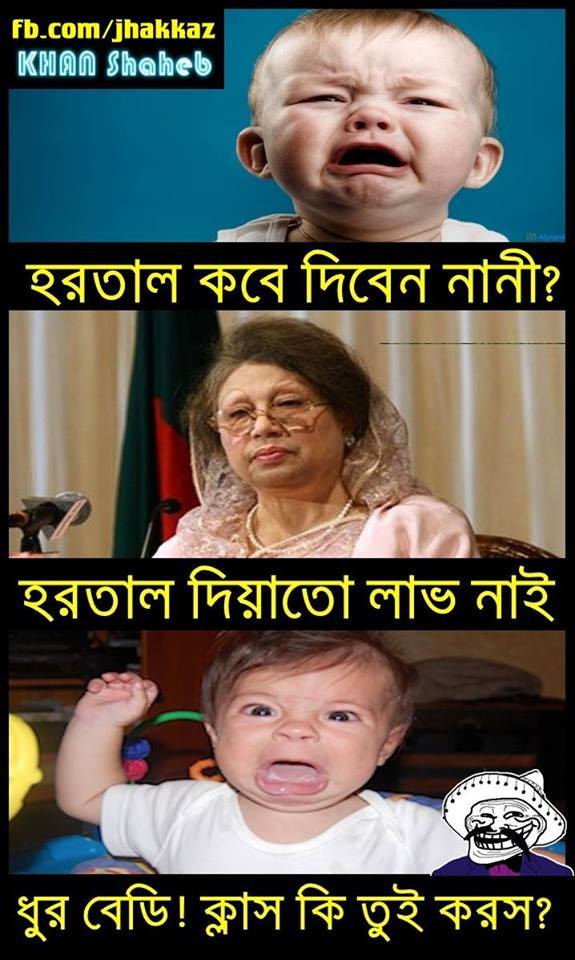 fb.com/jhakkaz
KHAN Shaheb
হরতাল কবে দিবেন নানী?
হরতাল দিয়াতো লাভ নাই
ধুর বেডি! ক্লাস কি তুই করস?